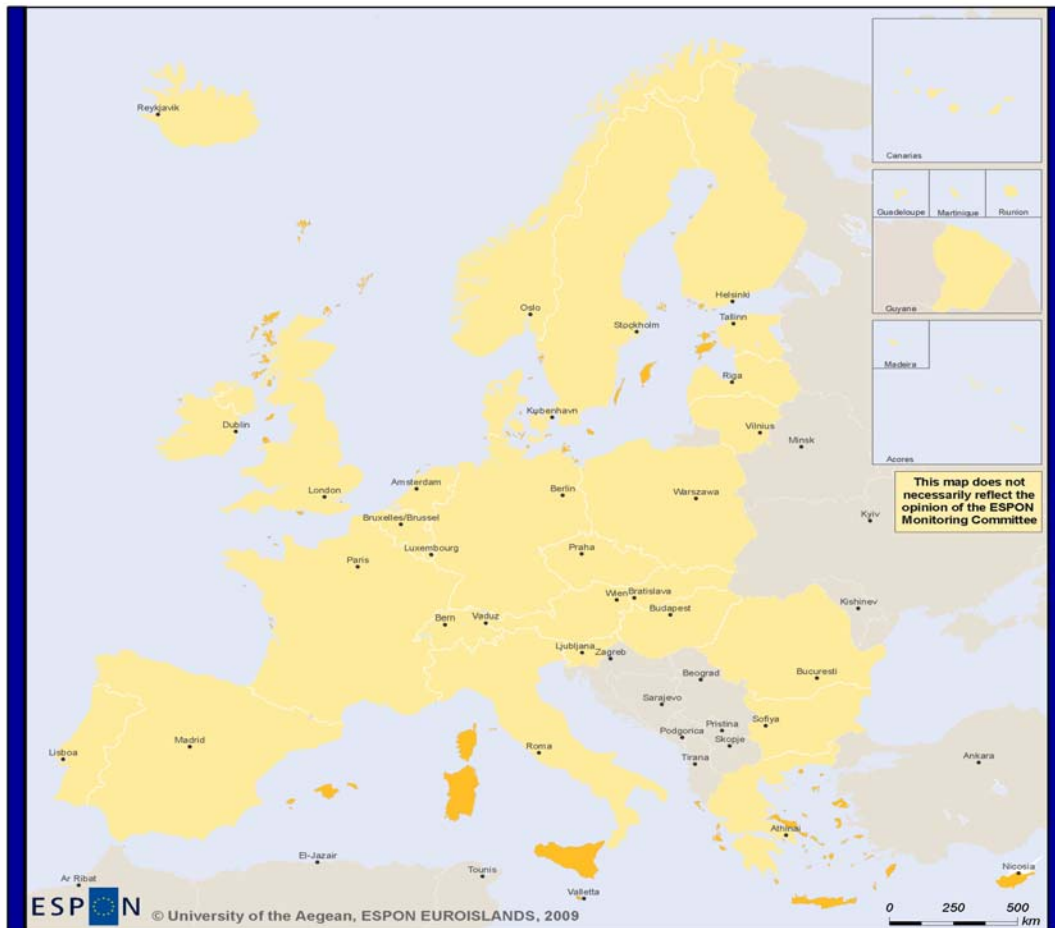 Reykjavik
Canarias
Guadeloupe
Martinique
Rounion
Guyane
Helsinki
Oslo
Tallinn
Stockholm
Madeira
Riga
København
Dublin
Vilnius
Minsk
Acores
This map does not
necessarily reflect the
opinion of the ESPON
Monitoring Committee
Amsterdam
Berlin
London
Warszawa
Bruxelles/Brussel
Kyiv
Luxembourg
Praha
Paris
Wien
Bratislava
Kishinev
Budapest
Bern
Vaduz
Ljubljana
Zagreb
Beograd
Bucuresti
Sarajevo
Pristina
Sofiya
Podgorica
Skopje
Madrid
Roma
Lisboa
Tirana
Ankara
Athinai
El-Jazair
Tounis
Nicosia
Ar Ribat
Valletta
ESPON
© University of the Aegean, ESPON EUROISLANDS, 2009
0 250 500
km